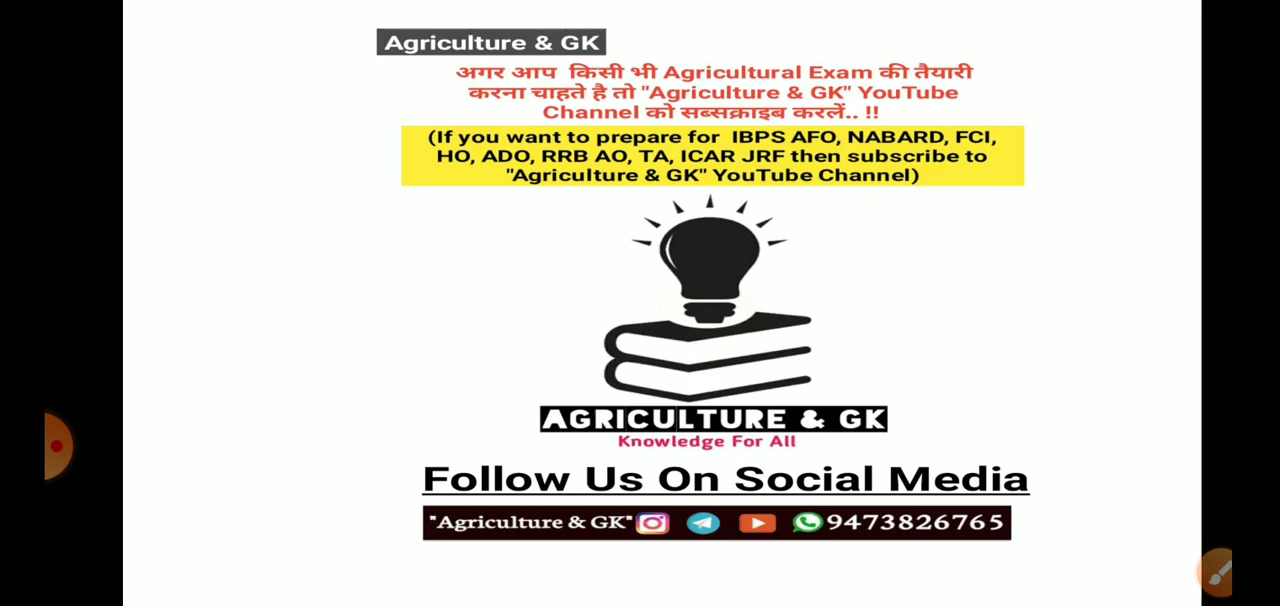 Agriculture & GK
अगर आप किसी भी Agricultural Exam की तैयारी
करना चाहते है तो "Agriculture & GK" YouTube
Channel को सब्सक्राइब करलें.. !!
(If you want to prepare for IBPS AFO, NABARD, FCI,
HO, ADO, RRB AO, TA, ICAR JRF then subscribe to
"Agriculture & GK" YouTube Channel)
AGRICULTURE & GK
Knowledge For All
Follow Us On Social Media
"Agriculture & GK" 9473826765